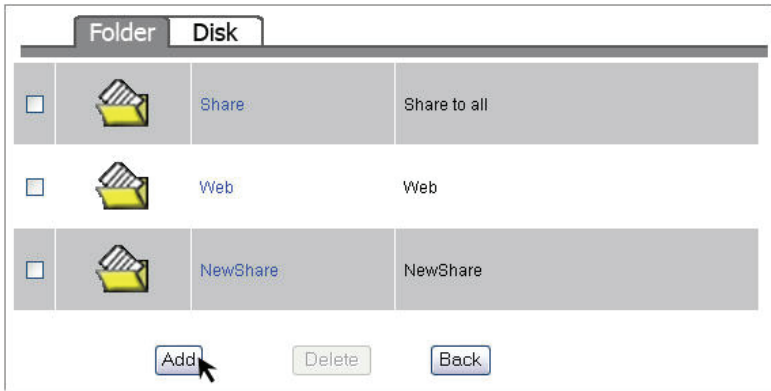 Folder Disk
Share Share to all
Web Web
NewShare NewShare
Add Delete Back